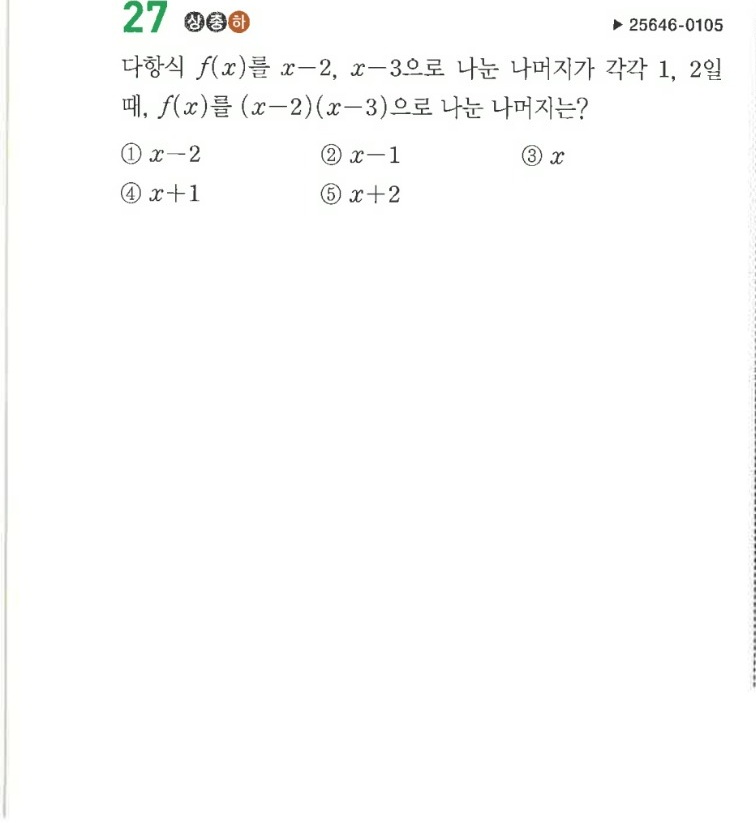 27 상 중 하 ▶ 25646-0105
다항식 f(x)를 x-2, x-3으로 나눈 나머지가 각각 1, 2일
때, f(x)를 (x-2)(x-3)으로 나눈 나머지는?
① x-2 ② x-1 ③ x
④ x+1 ⑤ x+2